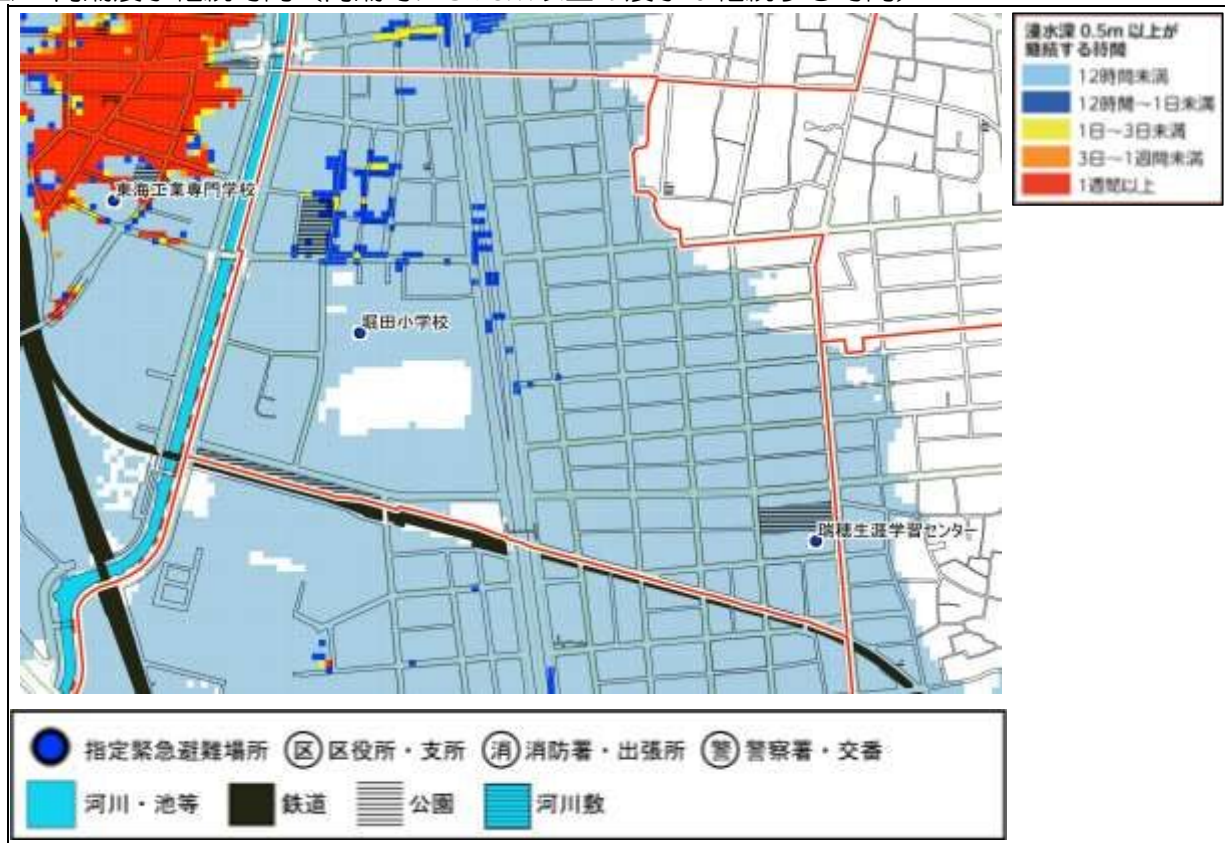 浸水深 0.5m 以上が
継続する時間
12時間未満
12時間～1日未満
1日～3日未満
3日～1週間未満
1週間以上
東海工業専門学校
堀田小学校
瑞穂生涯学習センター
指定緊急避難場所 区 区役所・支所 消 消防署・出張所 警 警察署・交番
河川・池等 鉄道 公園 河川敷